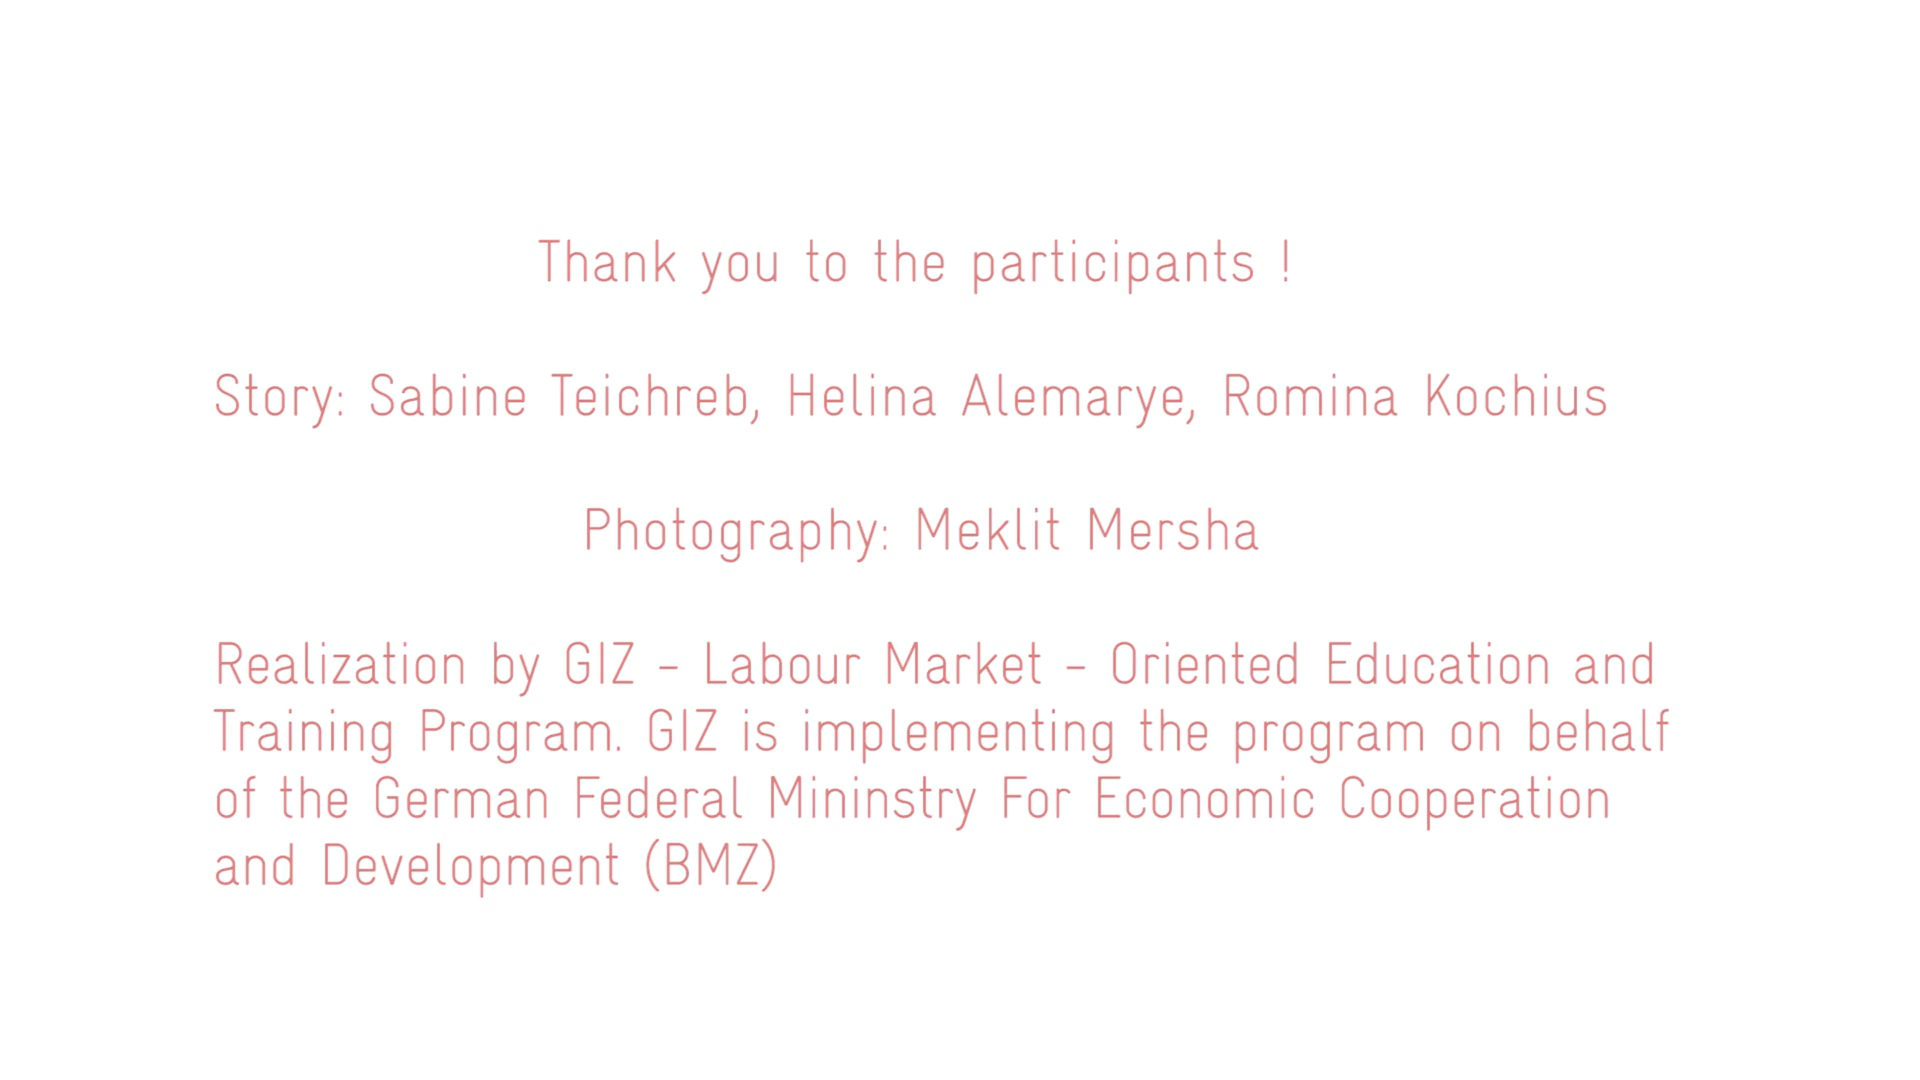 Thank you to the participants !
Story: Sabine Teichreb, Helina Alemarye, Romina Kochius
Photography: Meklit Mersha
Realization by GIZ - Labour Market - Oriented Education and
Training Program. GIZ is implementing the program on behalf
of the German Federal Mininstry For Economic Cooperation
and Development (BMZ)